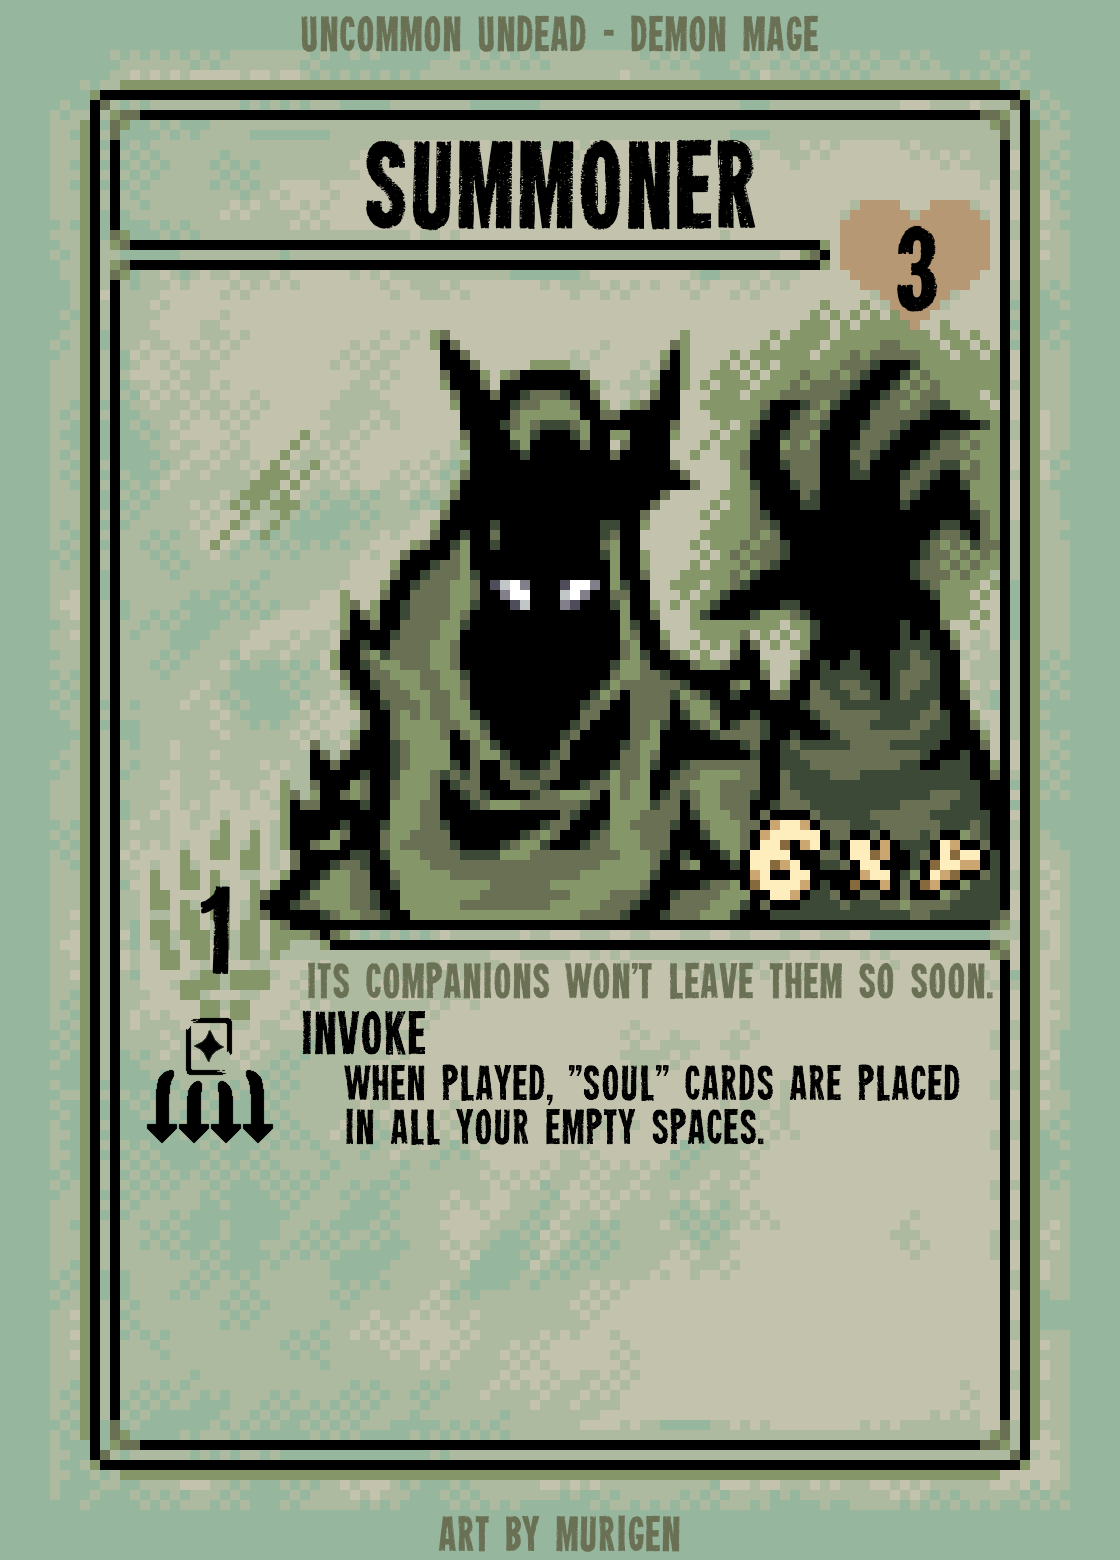 UNCOMMON UNDEAD - DEMON MAGE
SUMMONER
3
6
1
ITS COMPANIONS WON'T LEAVE THEM SO SOON.
INVOKE
WHEN PLAYED, "SOUL" CARDS ARE PLACED
IN ALL YOUR EMPTY SPACES.
ART BY MURIGEN